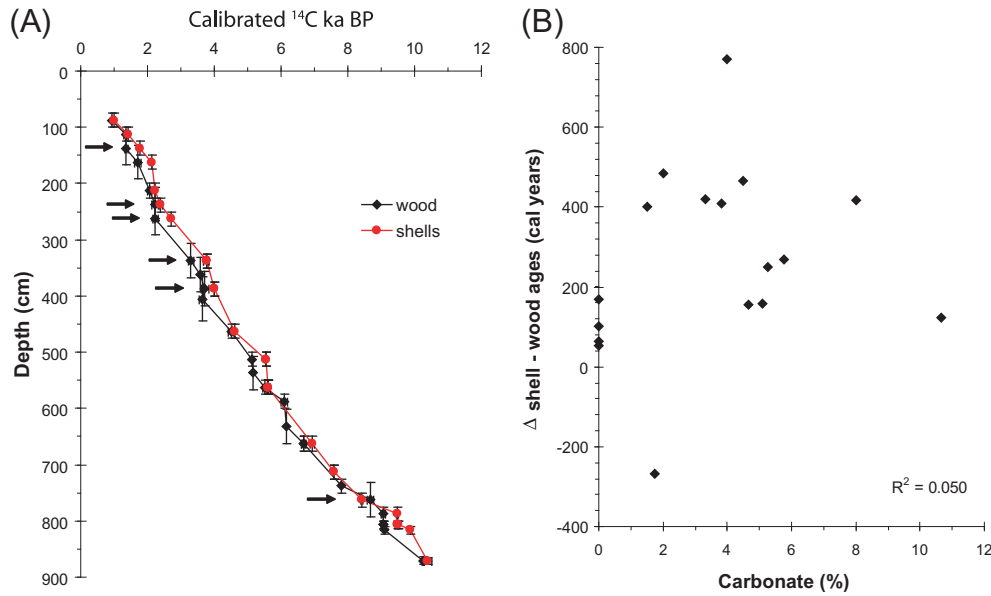 (A)
Calibrated ¹⁴C ka BP
0 2 4 6 8 10 12
0
100
200
300
400
500
600
700
800
900
Depth (cm)
wood
shells
(B)
800
600
400
200
0
-200
-400
Δ shell - wood ages (cal years)
R² = 0.050
0 2 4 6 8 10 12
Carbonate (%)